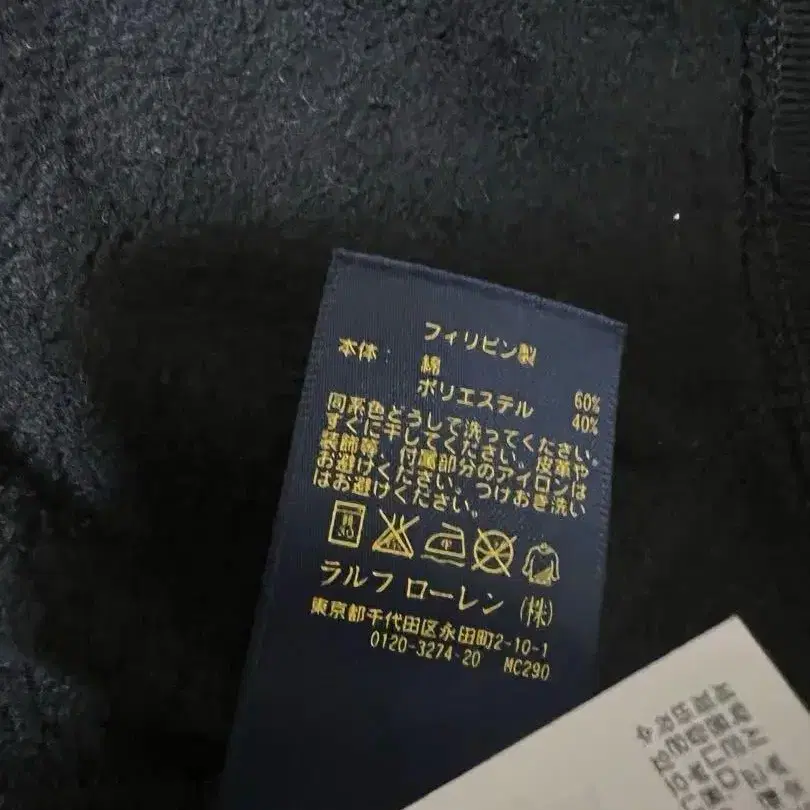 フィリピン製
本体: 綿 60%
ポリエステル 40%
同系色どうしで洗ってください。
すぐに干してください。皮革や
装飾等、付属部分のアイロンは
お避けください。つけおき洗い
はお避けください。
ラルフ ローレン (株)
東京都千代田区永田町2-10-1
0120-3274-20 MC290